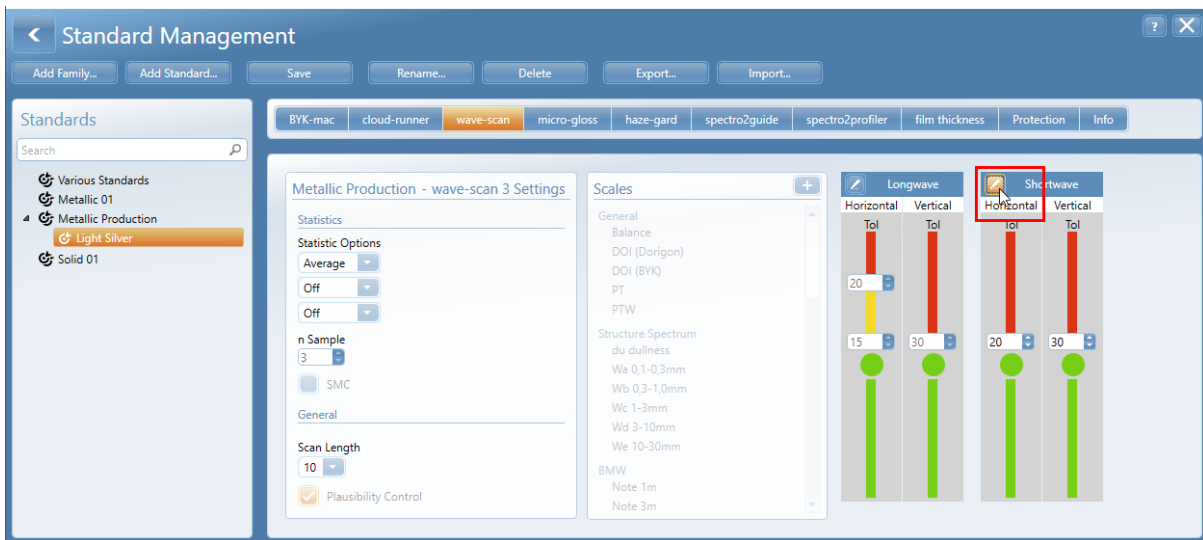 Standard Management
?
X
Add Family...
Add Standard...
Save
Rename...
Delete
Export...
Import...
Standards
Search
Various Standards
Metallic 01
Metallic Production
Light Silver
Solid 01
BYK-mac
cloud-runner
wave-scan
micro-gloss
haze-gard
spectro2guide
spectro2profiler
film thickness
Protection
Info
Metallic Production - wave-scan 3 Settings
Statistics
Statistic Options
Average
Off
Off
n Sample
3
SMC
General
Scan Length
10
Plausibility Control
Scales
+
General
Balance
DOI (Dorigon)
DOI (BYK)
PT
PTW
Structure Spectrum
du dullness
Wa 0,1-0,3mm
Wb 0,3-1,0mm
Wc 1-3mm
Wd 3-10mm
We 10-30mm
BMW
Note 1m
Note 3m
Longwave
Horizontal Vertical
Tol Tol
20
15 30
Shortwave
Horizontal Vertical
Tol Tol
20 30